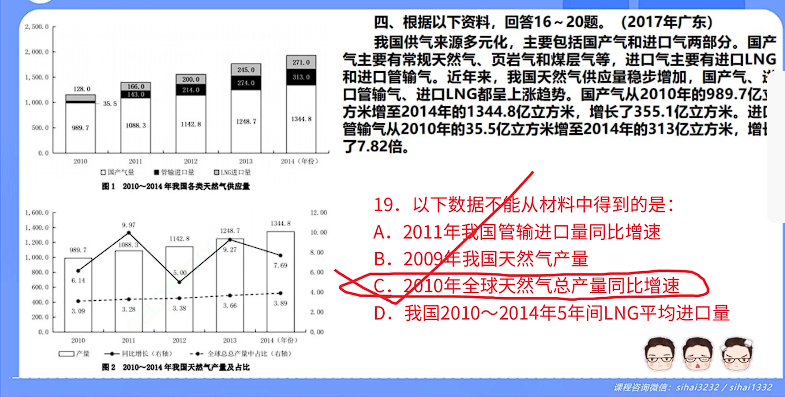 四、根据以下资料，回答16～20题。（2017年广东）
我国供气来源多元化，主要包括国产气和进口气两部分。国产
气主要有常规天然气、页岩气和煤层气等，进口气主要有进口LNG
和进口管输气。近年来，我国天然气供应量稳步增加，国产气、进
口管输气、进口LNG都呈上涨趋势。国产气从2010年的989.7亿立
方米增至2014年的1344.8亿立方米，增长了355.1亿立方米。进口
管输气从2010年的35.5亿立方米增至2014年的313亿立方米，增长
了7.82倍。
2,500.0
2,000.0
1,500.0
1,000.0
500.0
0.0
128.0 166.0 200.0 245.0 271.0
35.5 143.0 214.0 274.0 313.0
989.7 1088.3 1142.8 1248.7 1344.8
2010 2011 2012 2013 2014（年份）
国产气量 管输进口量 LNG进口量
图 1 2010～2014 年我国各类天然气供应量
19．以下数据不能从材料中得到的是：
A．2011年我国管输进口量同比增速
B．2009年我国天然气产量
C．2010年全球天然气总产量同比增速
D．我国2010～2014年5年间LNG平均进口量
1,600.0 12.00
1,400.0 10.00
1,200.0 8.00
1,000.0
800.0 6.00
600.0 4.00
400.0
200.0 2.00
0.0 0.00
989.7 1088.3 1142.8 1248.7 1344.8
6.14 9.97 5.00 9.27 7.69
3.09 3.28 3.38 3.66 3.89
2010 2011 2012 2013 2014（年份）
产量 同比增长（右轴） 全球总总产量中占比（右轴）
图 2 2010～2014 年我国天然气产量及占比
课程咨询微信：sihai3232 / sihai1332